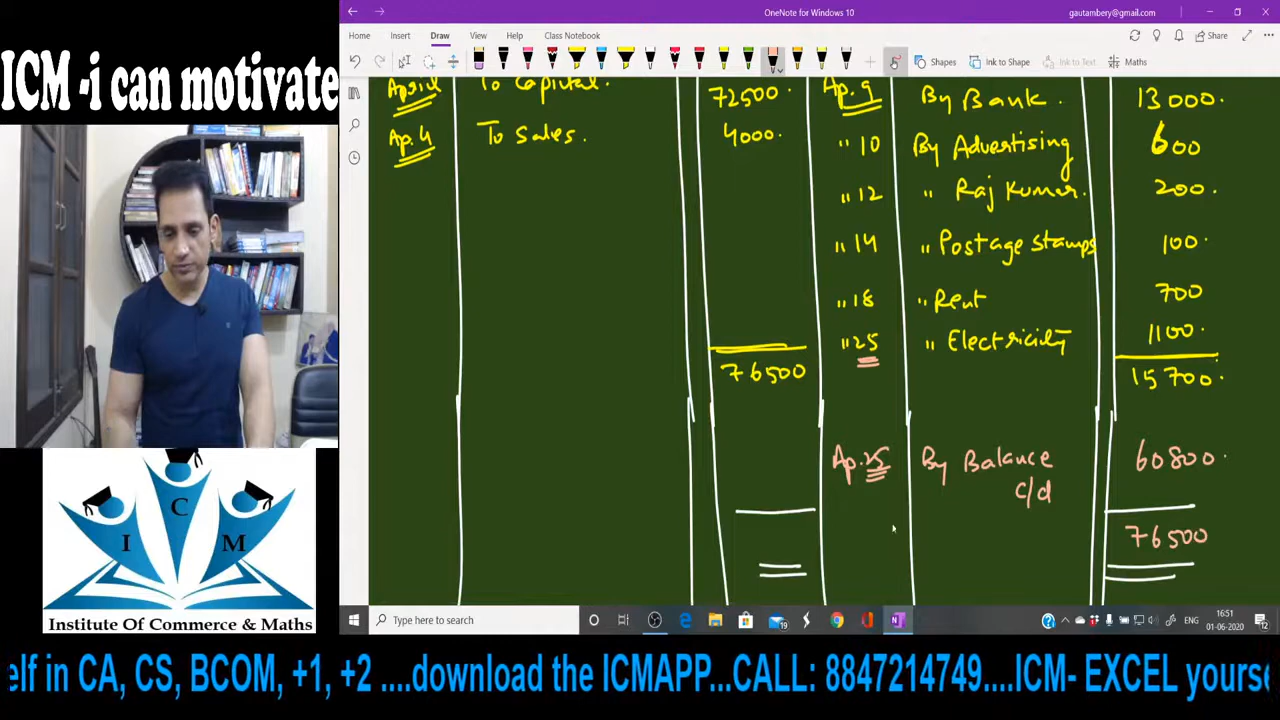 OneNote for Windows 10
gautambery@gmail.com
Home Insert Draw View Help Class Notebook
Share
Shapes Ink to Shape Ink to Text Maths
ICM -i can motivate
April To Capital. 72500. Ap.9 By Bank. 13000.
Ap.4 To Sales. 4000. " 10 By Advertising 600
" 12 " Raj Kumar. 200.
" 14 " Postage Stamps 100.
" 18 " Rent 700
" 25 " Electricity 1100.
76500 15700.
Ap.25 By Balance 60800.
c/d
76500
I C M
Institute Of Commerce & Maths
Type here to search
19
ENG
16:51
01-06-2020
12
elf in CA, CS, BCOM, +1, +2 ....download the ICMAPP...CALL: 8847214749....ICM- EXCEL yourse